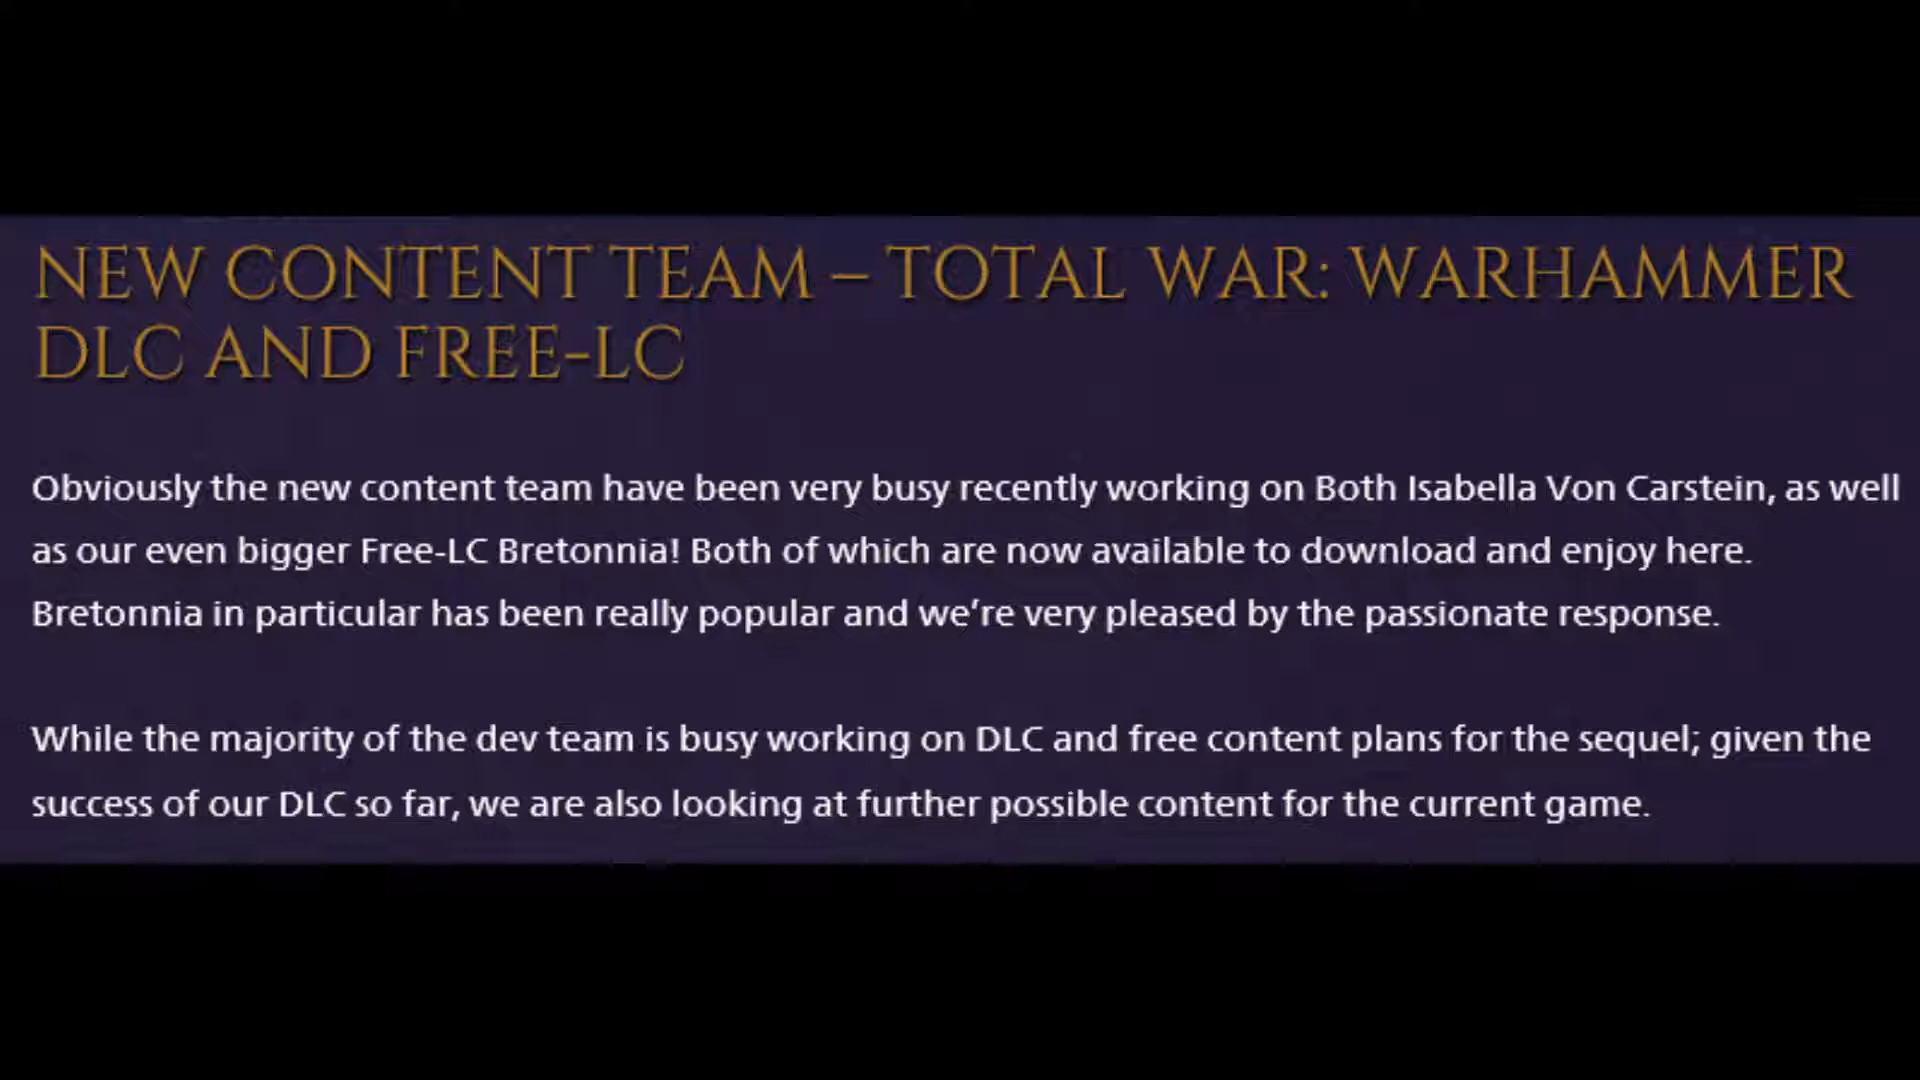 NEW CONTENT TEAM – TOTAL WAR: WARHAMMER
DLC AND FREE-LC
Obviously the new content team have been very busy recently working on Both Isabella Von Carstein, as well
as our even bigger Free-LC Bretonnia! Both of which are now available to download and enjoy here.
Bretonnia in particular has been really popular and we’re very pleased by the passionate response.
While the majority of the dev team is busy working on DLC and free content plans for the sequel; given the
success of our DLC so far, we are also looking at further possible content for the current game.